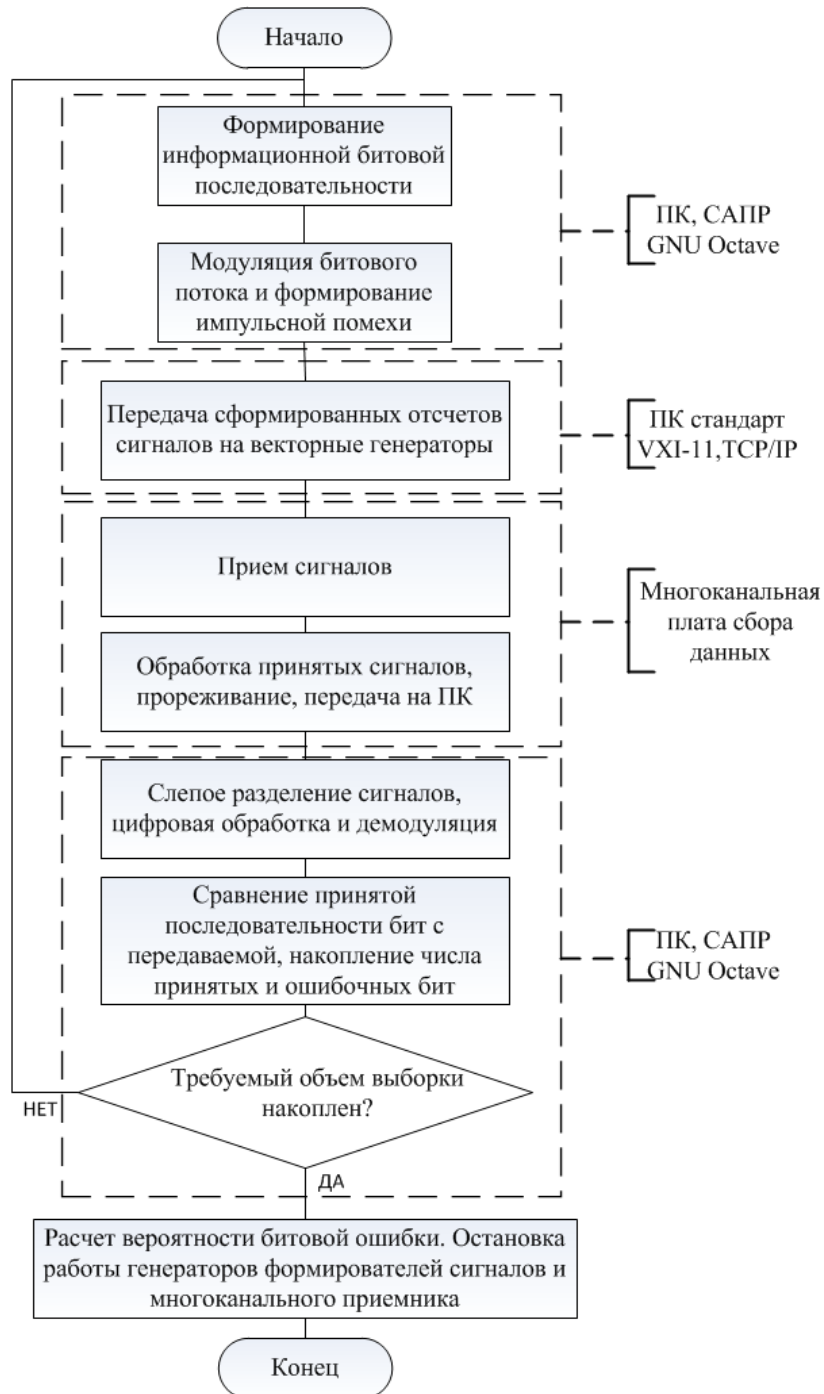 Начало
Формирование
информационной битовой
последовательности
ПК, САПР
GNU Octave
Модуляция битового
потока и формирование
импульсной помехи
Передача сформированных отсчетов
сигналов на векторные генераторы
ПК стандарт
VXI-11,TCP/IP
Прием сигналов
Многоканальная
плата сбора
данных
Обработка принятых сигналов,
прореживание, передача на ПК
Слепое разделение сигналов,
цифровая обработка и демодуляция
Сравнение принятой
последовательности бит с
передаваемой, накопление числа
принятых и ошибочных бит
ПК, САПР
GNU Octave
Требуемый объем выборки
накоплен?
НЕТ
ДА
Расчет вероятности битовой ошибки. Остановка
работы генераторов формирователей сигналов и
многоканального приемника
Конец